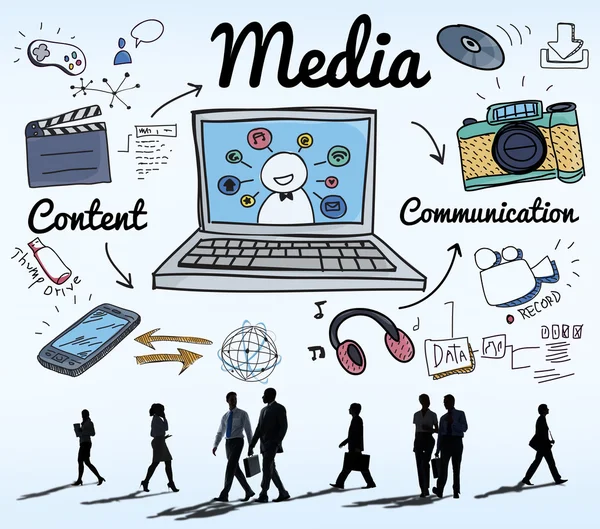 Media
Content
Communication
Thump Drive
RECORD
DATA